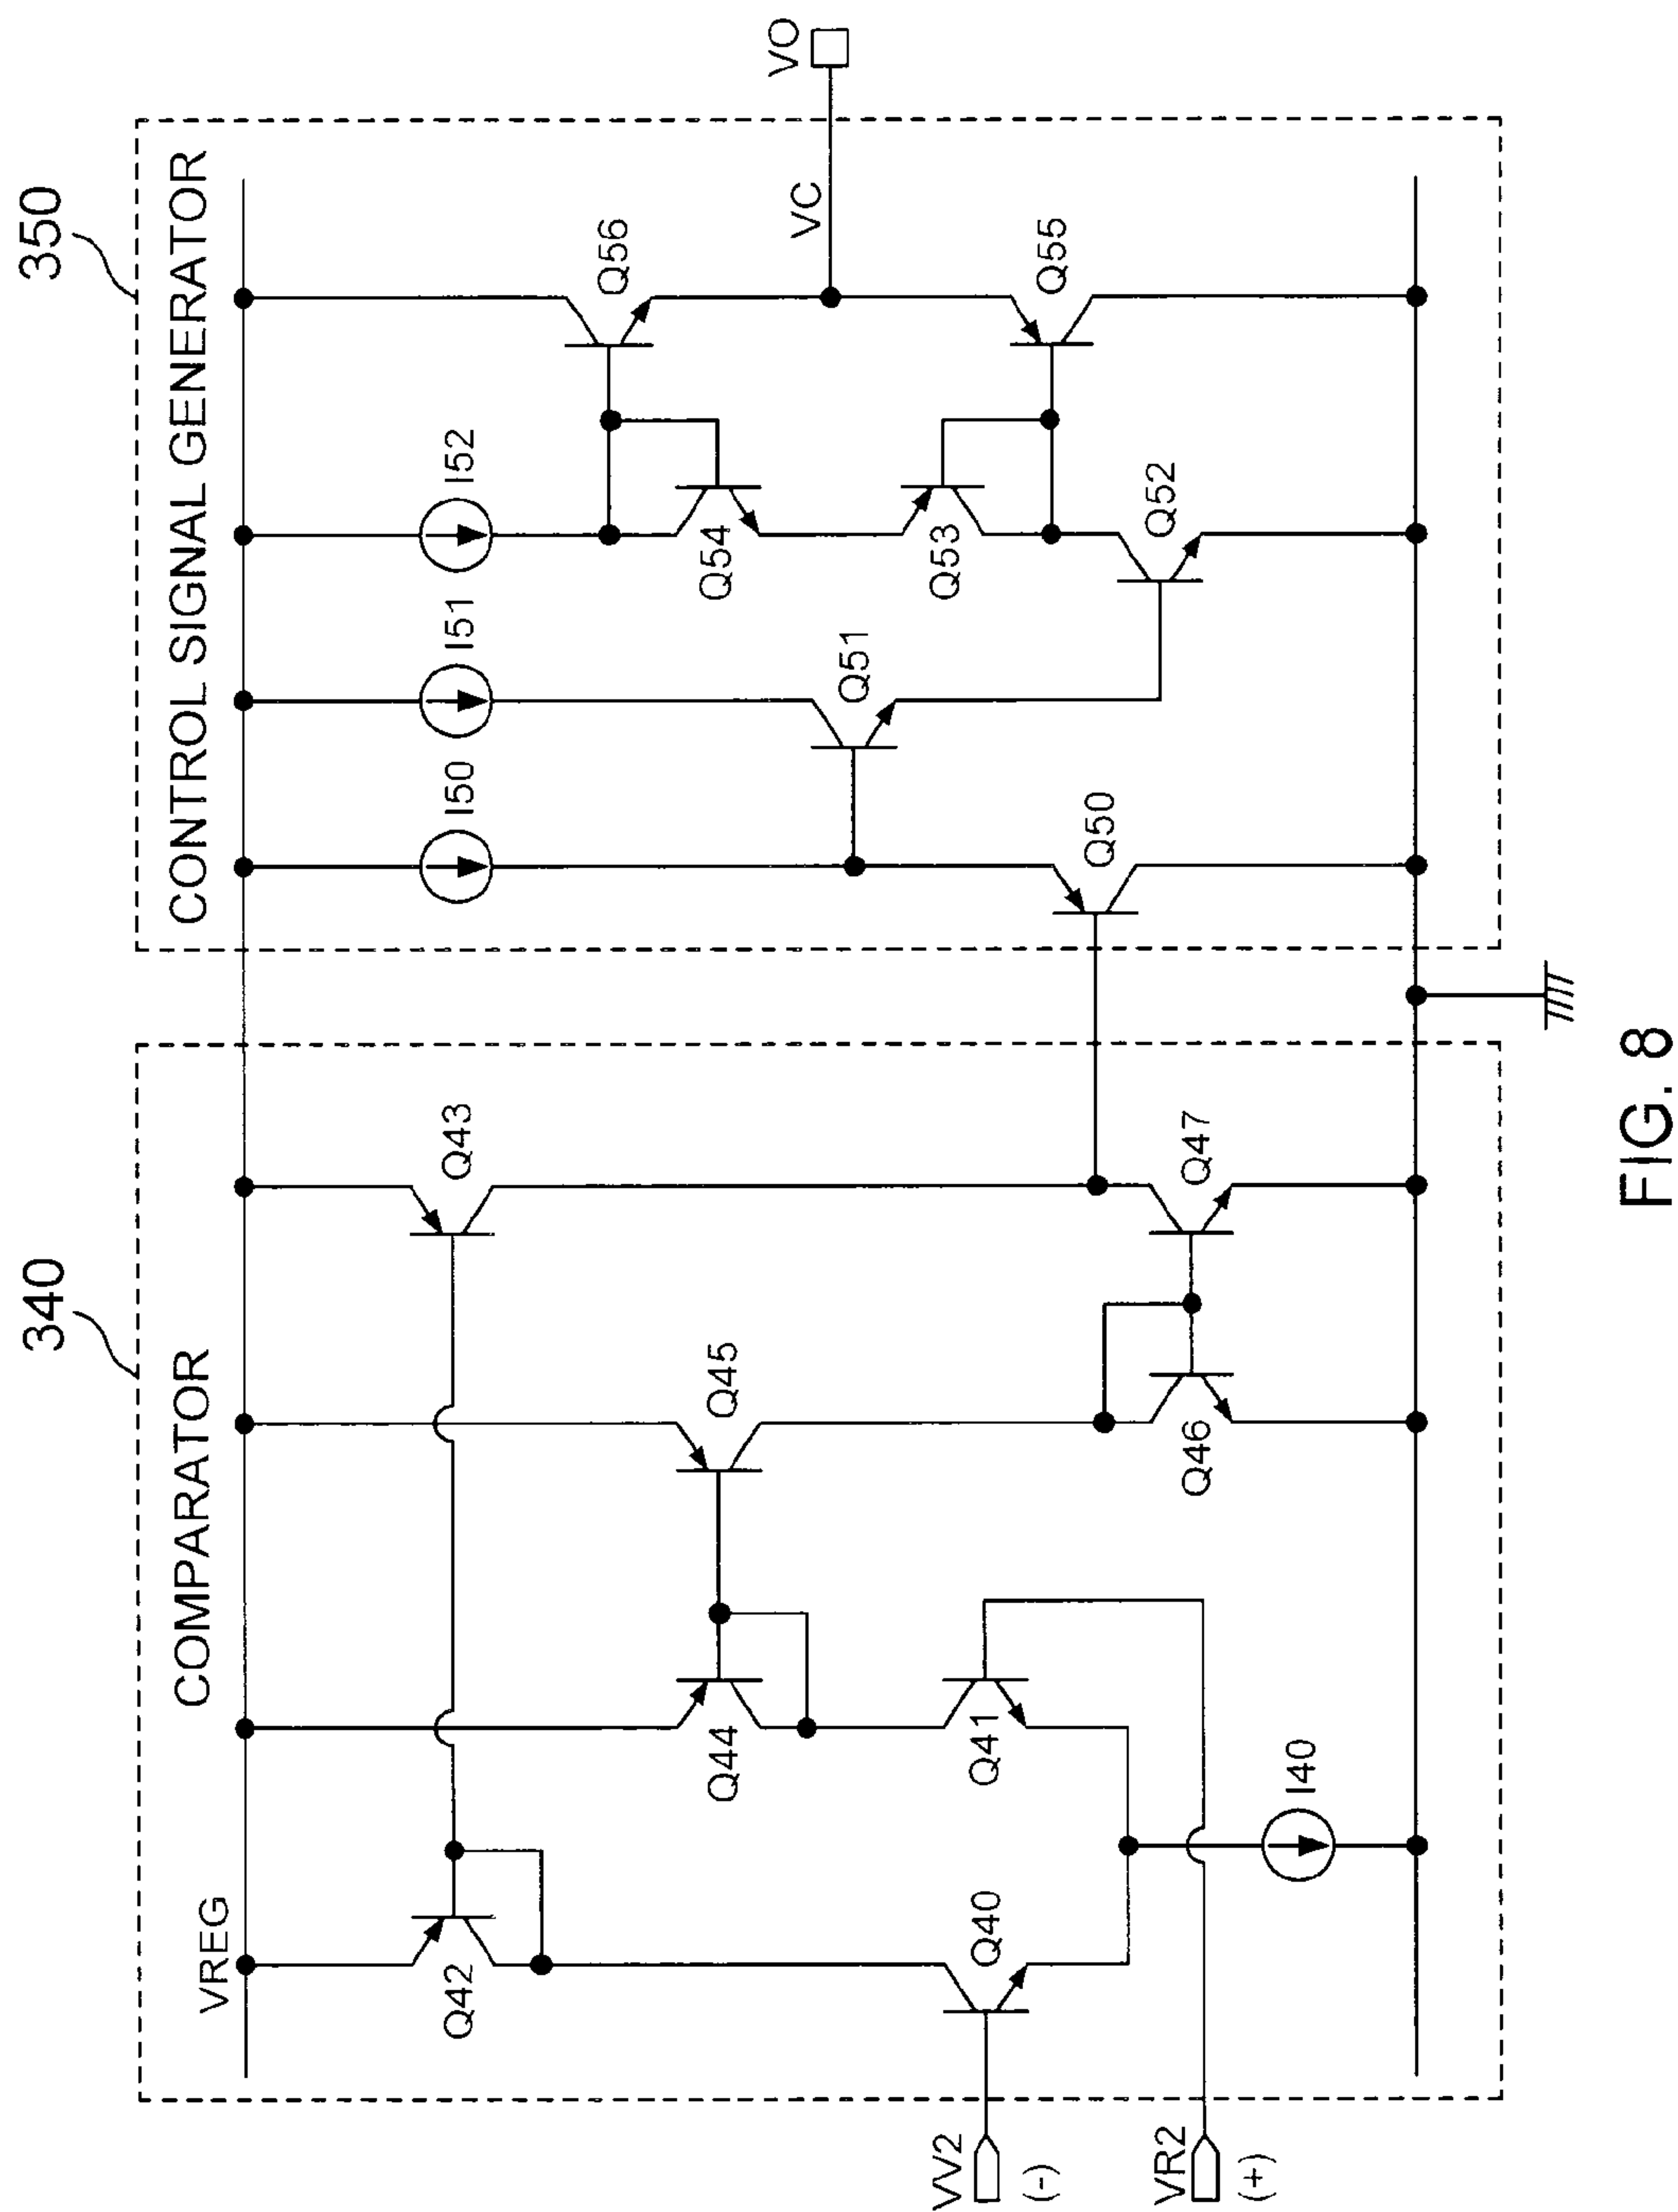 340
350
COMPARATOR
CONTROL SIGNAL GENERATOR
VREG
Q42
Q43
I50
I51
I52
Q56
Q44
Q45
Q54
VC
VO
Q40
Q41
Q51
Q53
Q55
VV2
(-)
Q50
Q52
Q46
Q47
VR2
(+)
I40
FIG. 8